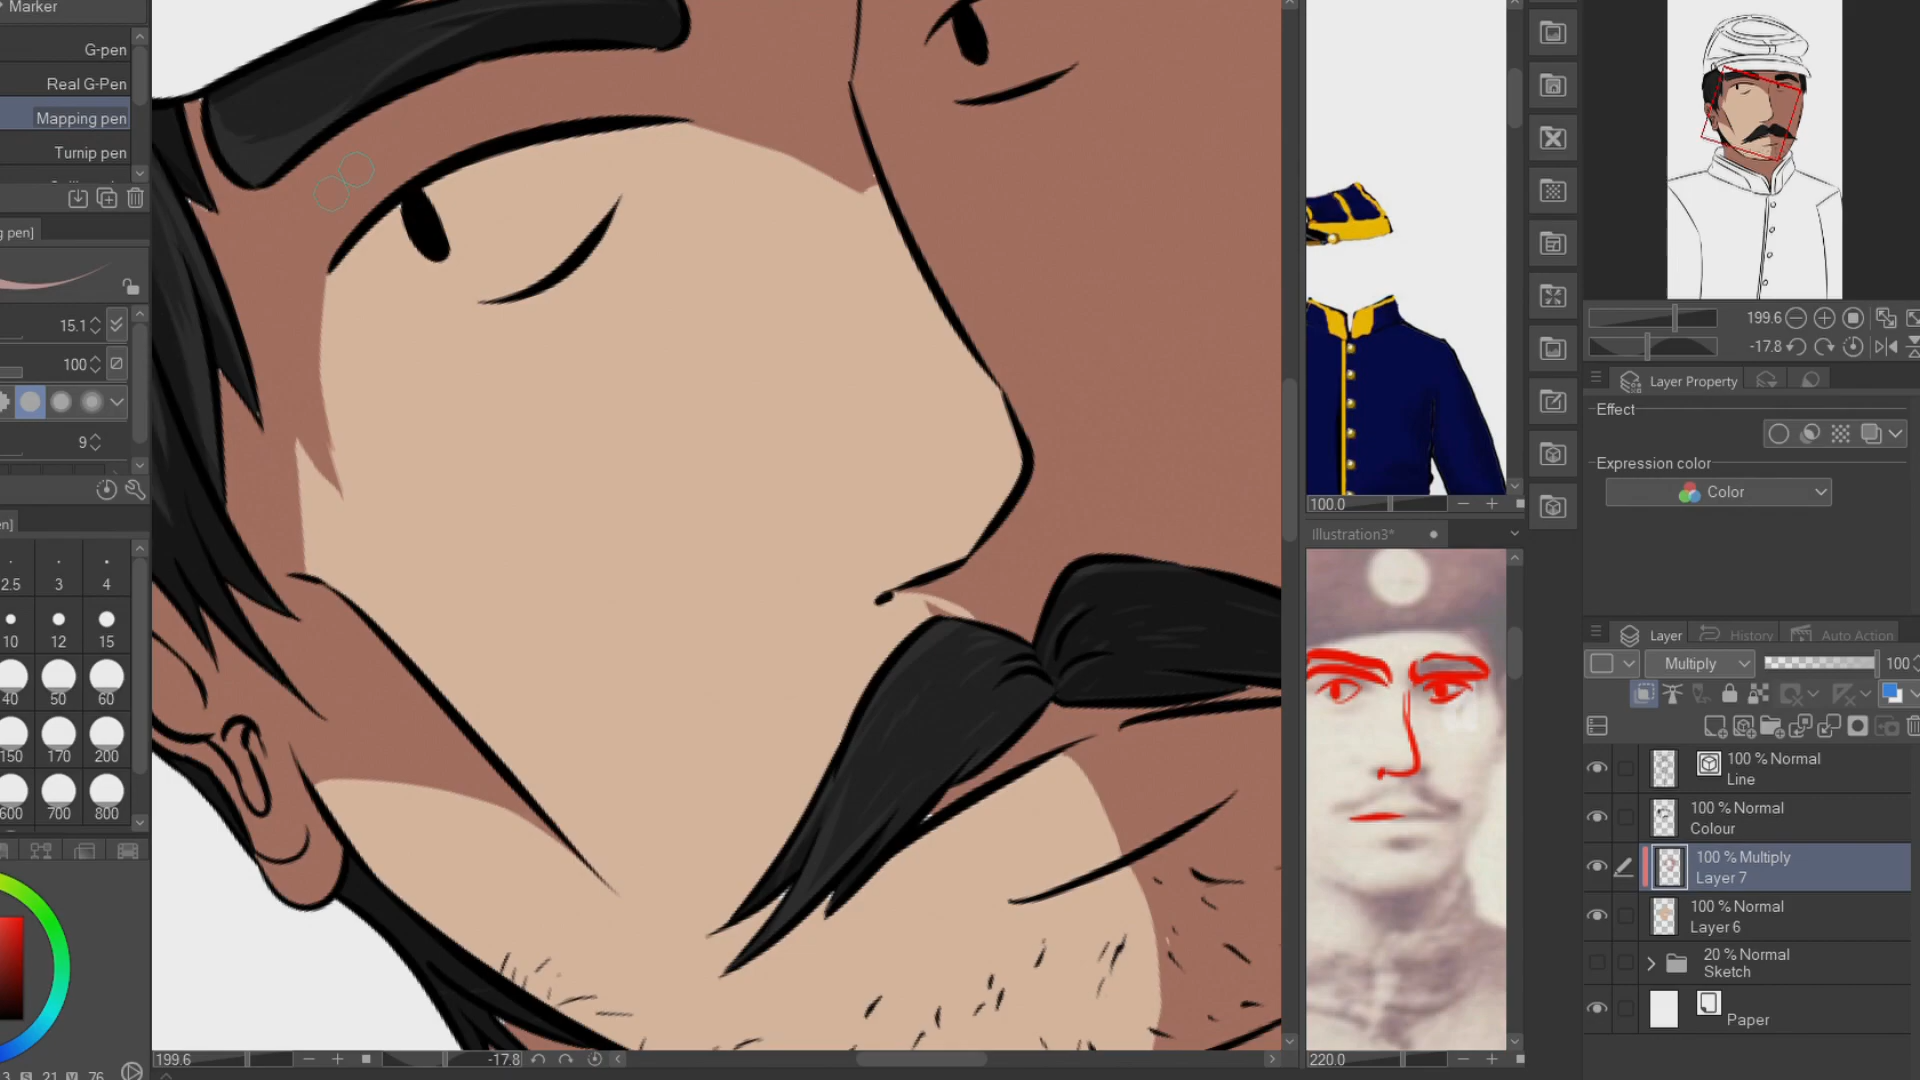 Marker
G-pen
Real G-Pen
Mapping pen
Turnip pen
g pen]
15.1
100
9
en]
2.5 3 4
10 12 15
40 50 60
150 170 200
600 700 800
S 21 V 76
199.6
-17.8
100.0
Illustration3*
220.0
199.6
-17.8
Layer Property
Effect
Expression color
Color
Layer History Auto Action
Multiply 100
100 % Normal
Line
100 % Normal
Colour
100 % Multiply
Layer 7
100 % Normal
Layer 6
20 % Normal
Sketch
Paper